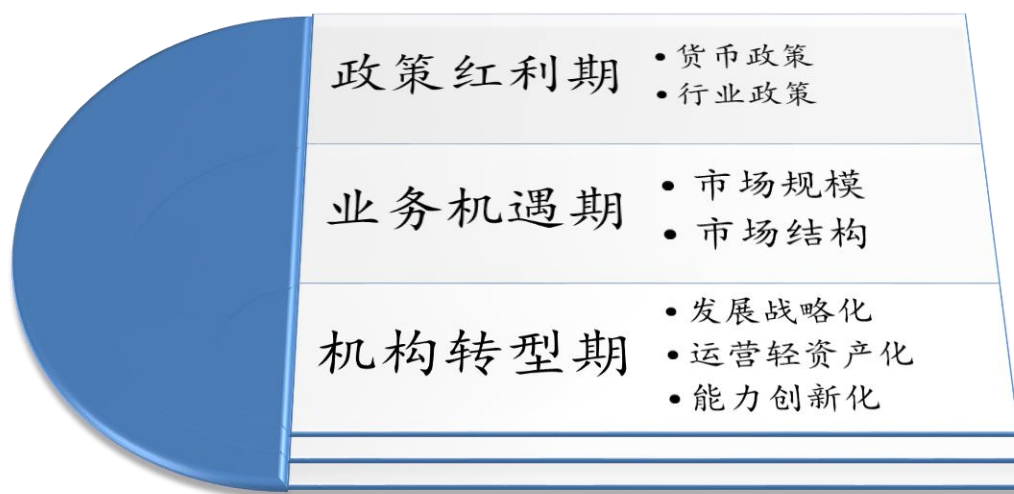 政策红利期
• 货币政策
• 行业政策
业务机遇期
• 市场规模
• 市场结构
机构转型期
• 发展战略化
• 运营轻资产化
• 能力创新化